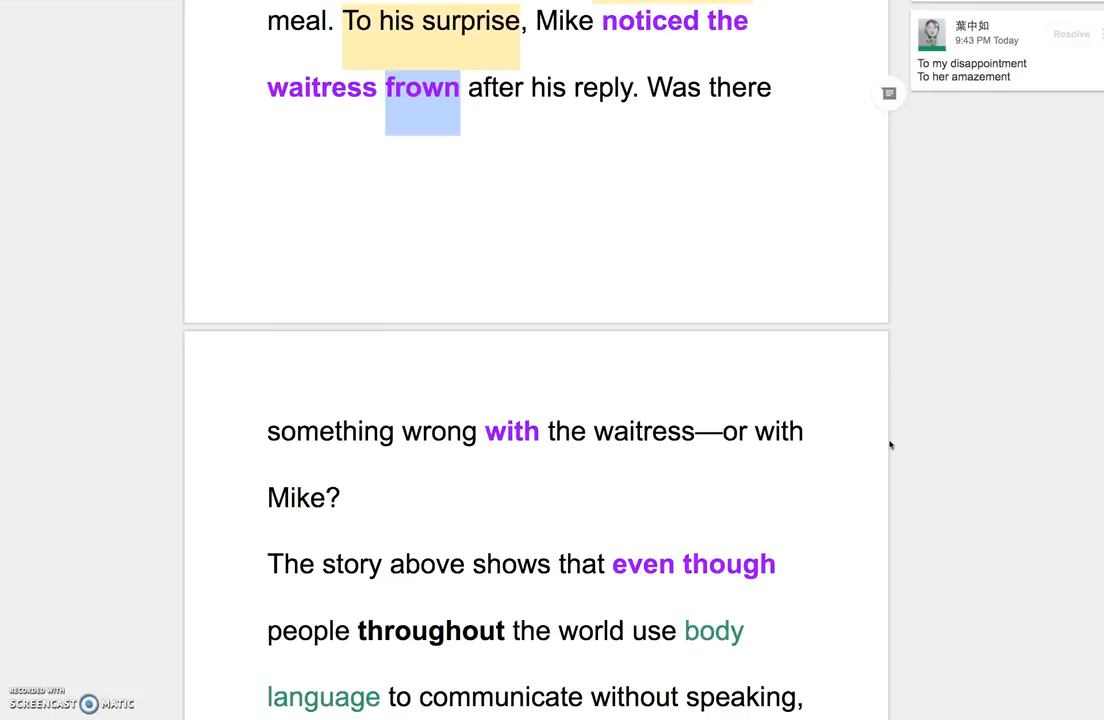 meal. To his surprise, Mike noticed the
waitress frown after his reply. Was there
something wrong with the waitress—or with
Mike?
The story above shows that even though
people throughout the world use body
language to communicate without speaking,
葉中如
9:43 PM Today
Resolve
To my disappointment
To her amazement
RECORDED WITH
SCREENCAST MATIC